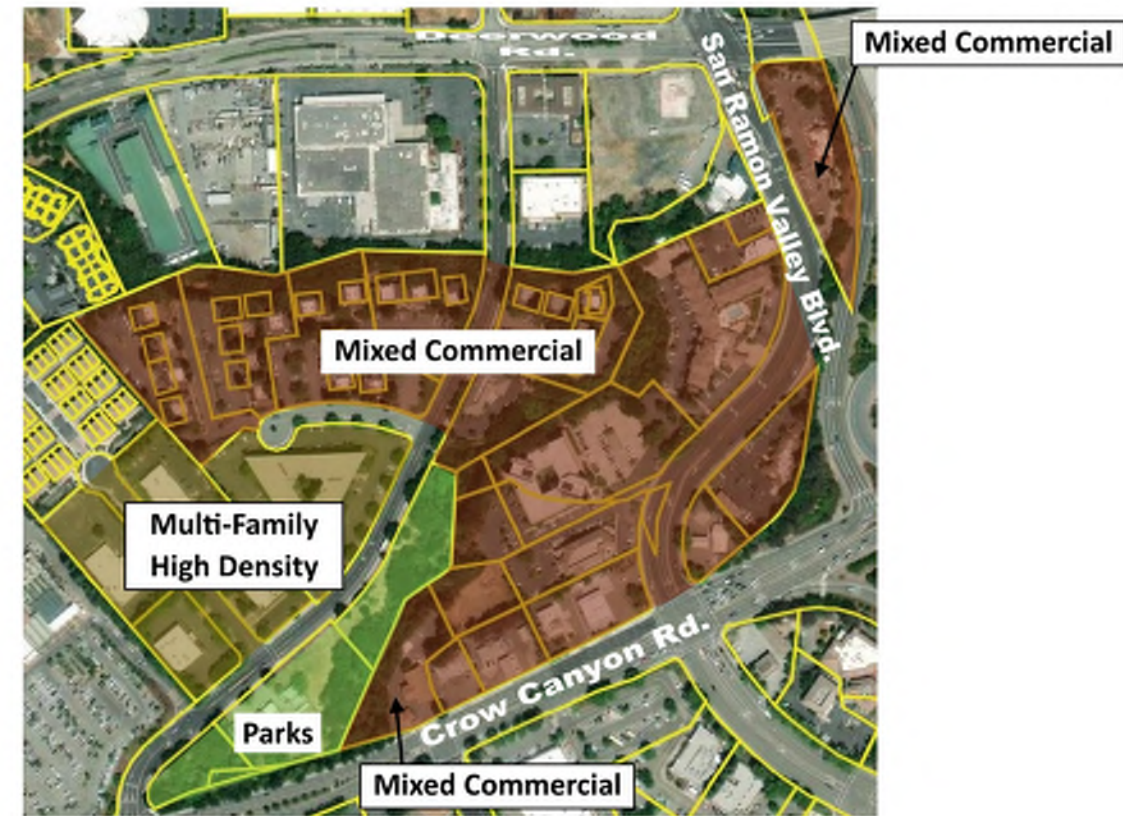 Deerwood
Rd.
Mixed Commercial
San Ramon Valley Blvd.
Mixed Commercial
Multi-Family
High Density
Parks
Crow Canyon Rd.
Mixed Commercial